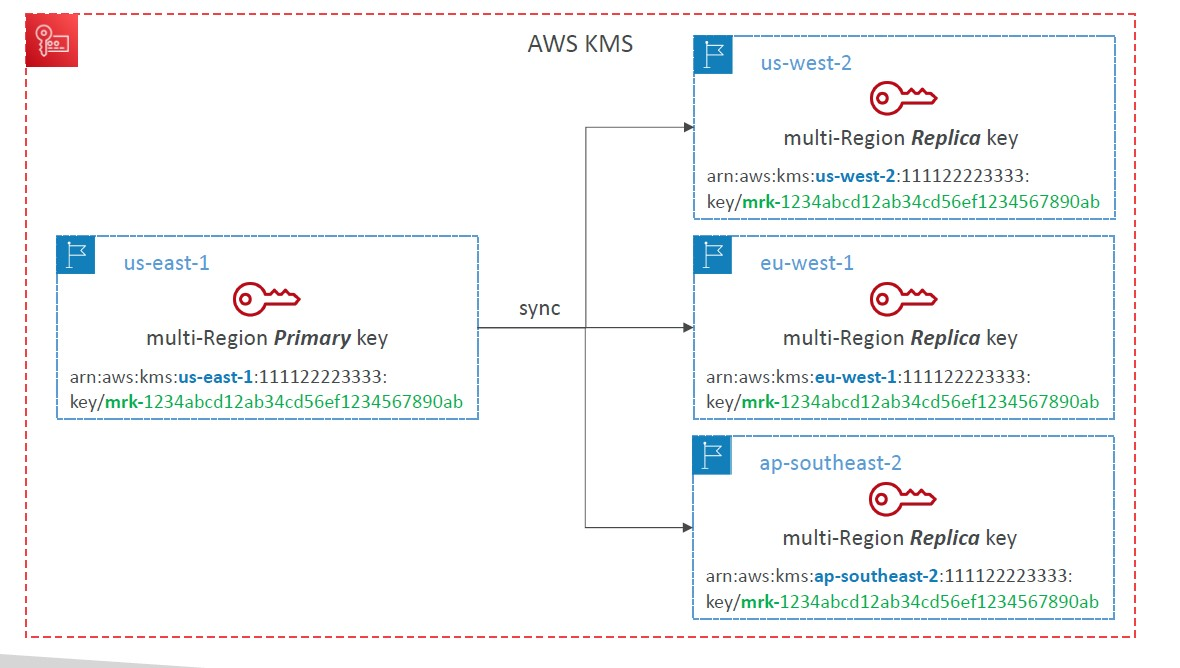 AWS KMS
us-east-1
multi-Region Primary key
arn:aws:kms:us-east-1:111122223333:
key/mrk-1234abcd12ab34cd56ef1234567890ab
sync
us-west-2
multi-Region Replica key
arn:aws:kms:us-west-2:111122223333:
key/mrk-1234abcd12ab34cd56ef1234567890ab
eu-west-1
multi-Region Replica key
arn:aws:kms:eu-west-1:111122223333:
key/mrk-1234abcd12ab34cd56ef1234567890ab
ap-southeast-2
multi-Region Replica key
arn:aws:kms:ap-southeast-2:111122223333:
key/mrk-1234abcd12ab34cd56ef1234567890ab